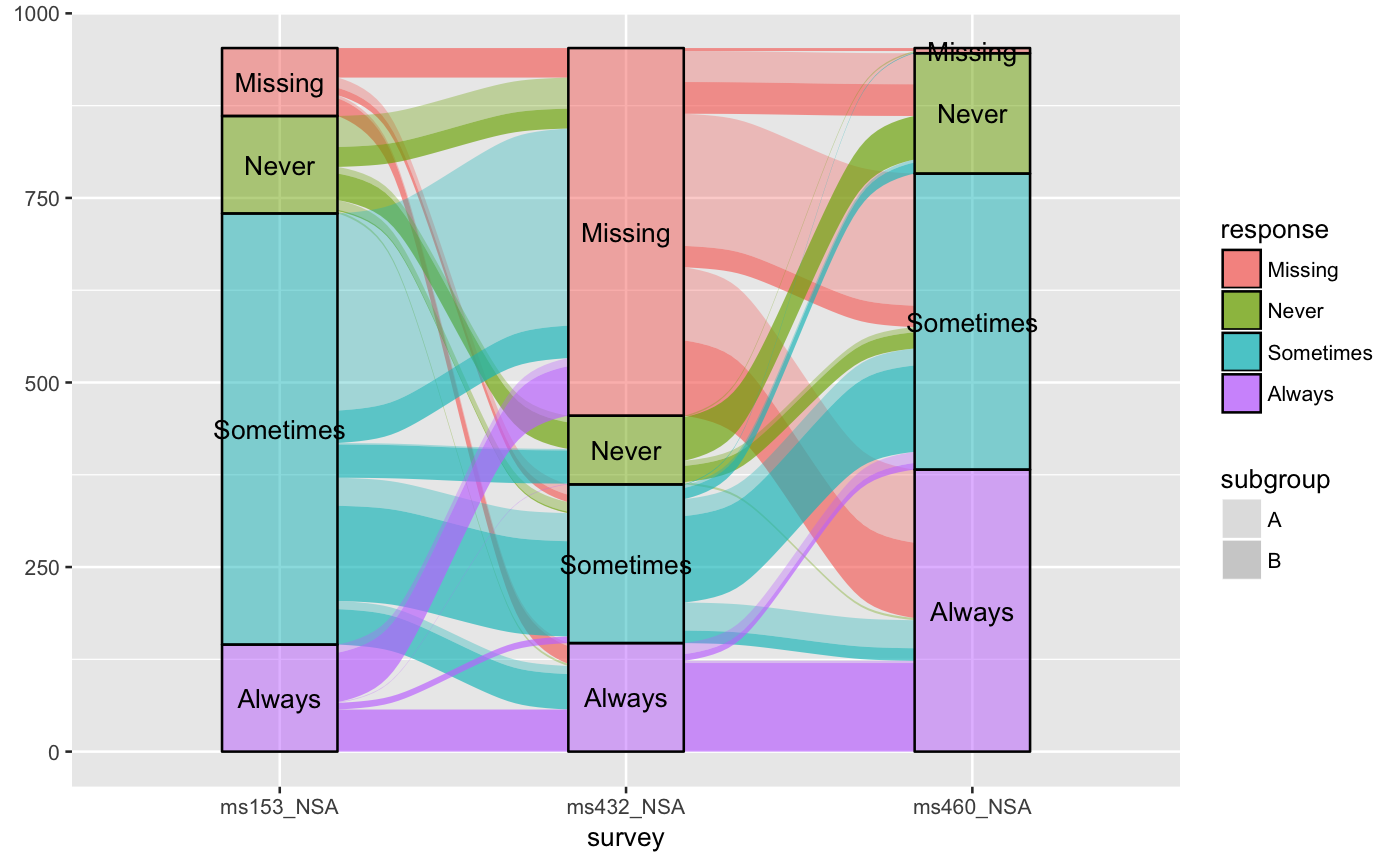 1000
750
500
250
0
Missing
Never
Sometimes
Always
Missing
Never
Sometimes
Always
Missing
Never
Sometimes
Always
ms153_NSA
ms432_NSA
ms460_NSA
survey
response
Missing
Never
Sometimes
Always
subgroup
A
B